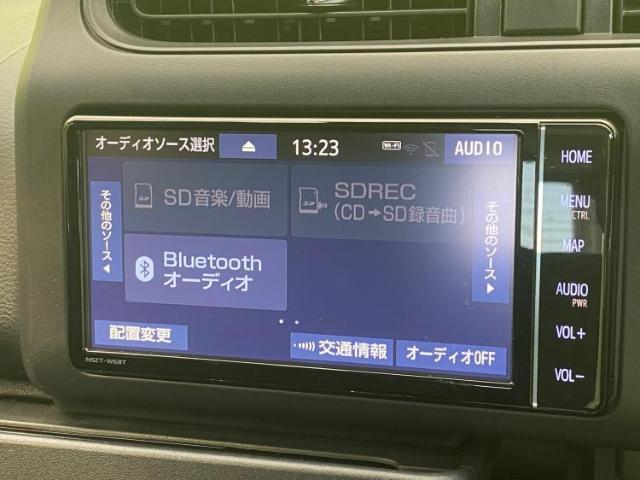 オーディオソース選択
13:23
Wi-Fi
AUDIO
HOME
その他のソース
SD音楽/動画
SDREC
(CD→SD録音曲)
その他のソース
MENU
CTRL
MAP
Bluetooth
オーディオ
AUDIO
PWR
配置変更
交通情報
オーディオOFF
VOL+
VOL-
NSZT-W68T